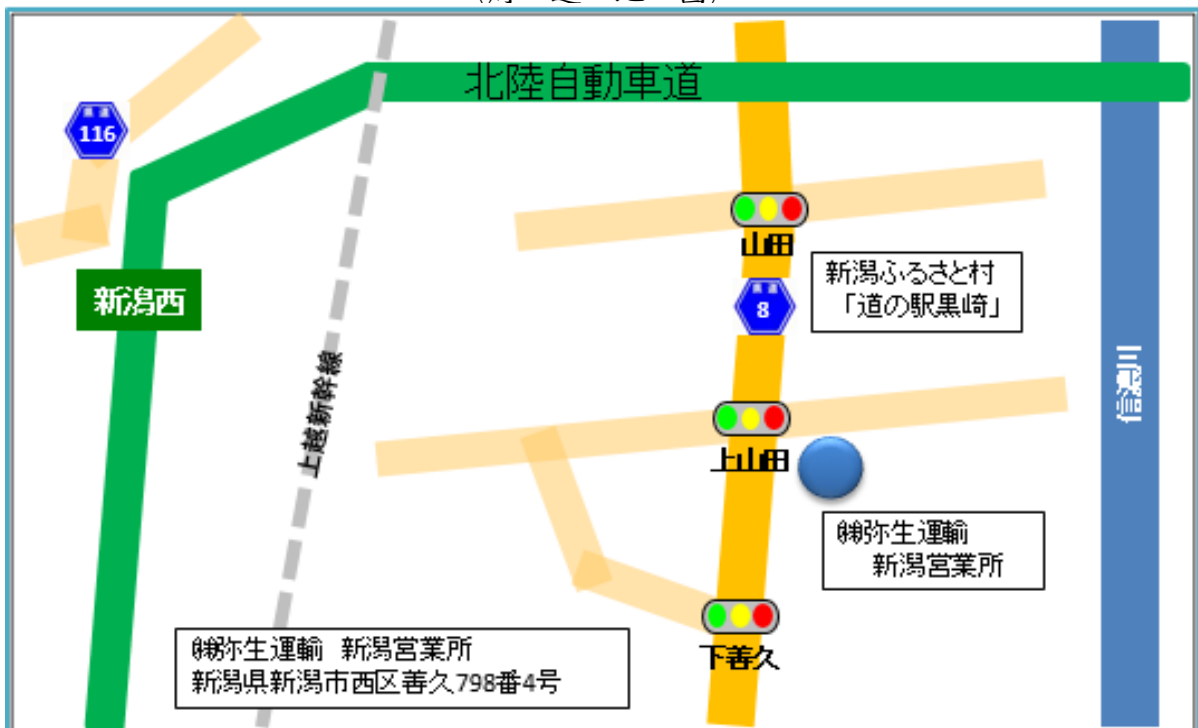 北陸自動車道
116
山田
新潟ふるさと村
「道の駅黒崎」
8
新潟西
上越新幹線
信濃川
上山田
㈱弥生運輸
新潟営業所
下善久
㈱弥生運輸 新潟営業所
新潟県新潟市西区善久798番4号